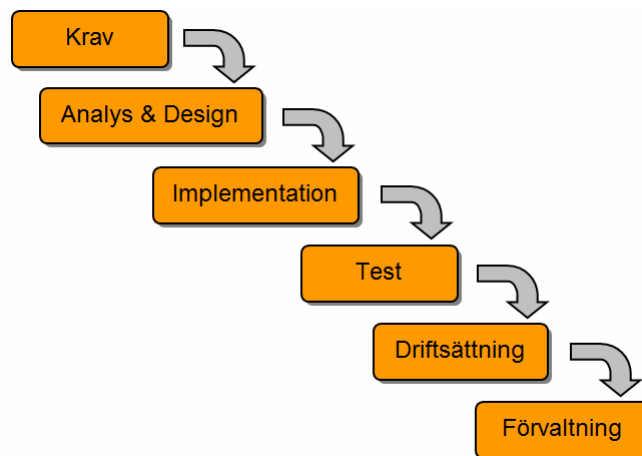 Krav
Analys & Design
Implementation
Test
Driftsättning
Förvaltning